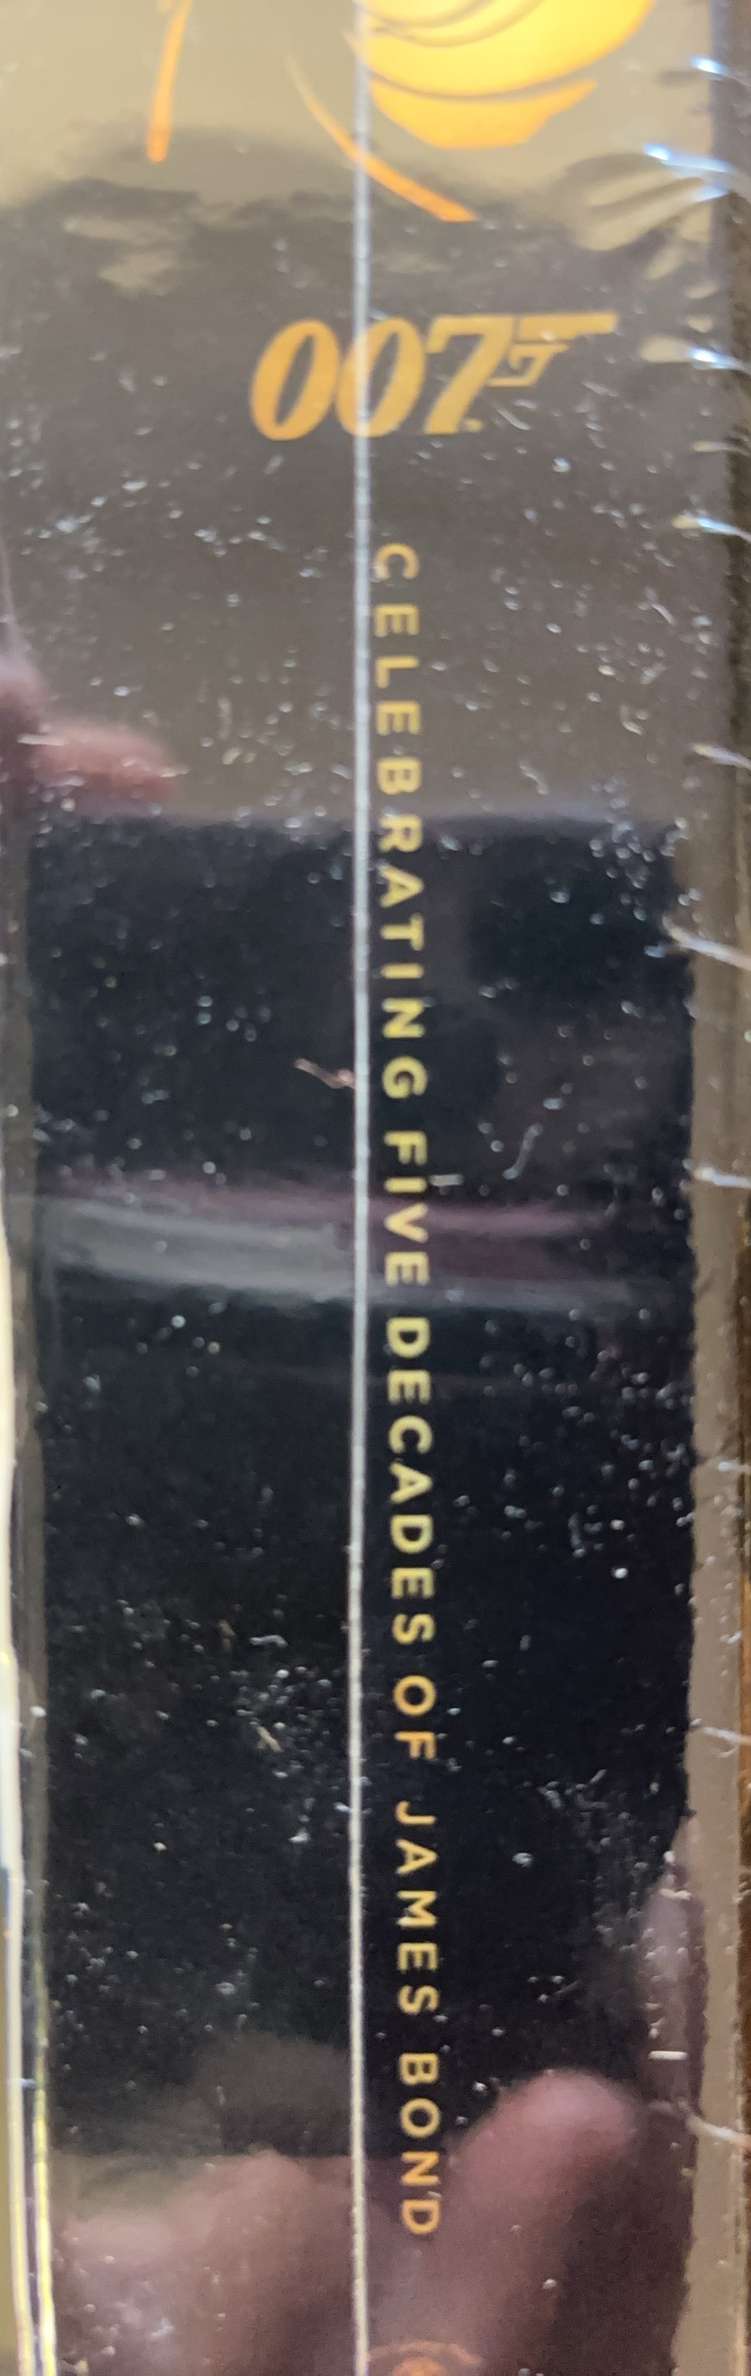 007
CELEBRATING FIVE DECADES OF JAMES BOND